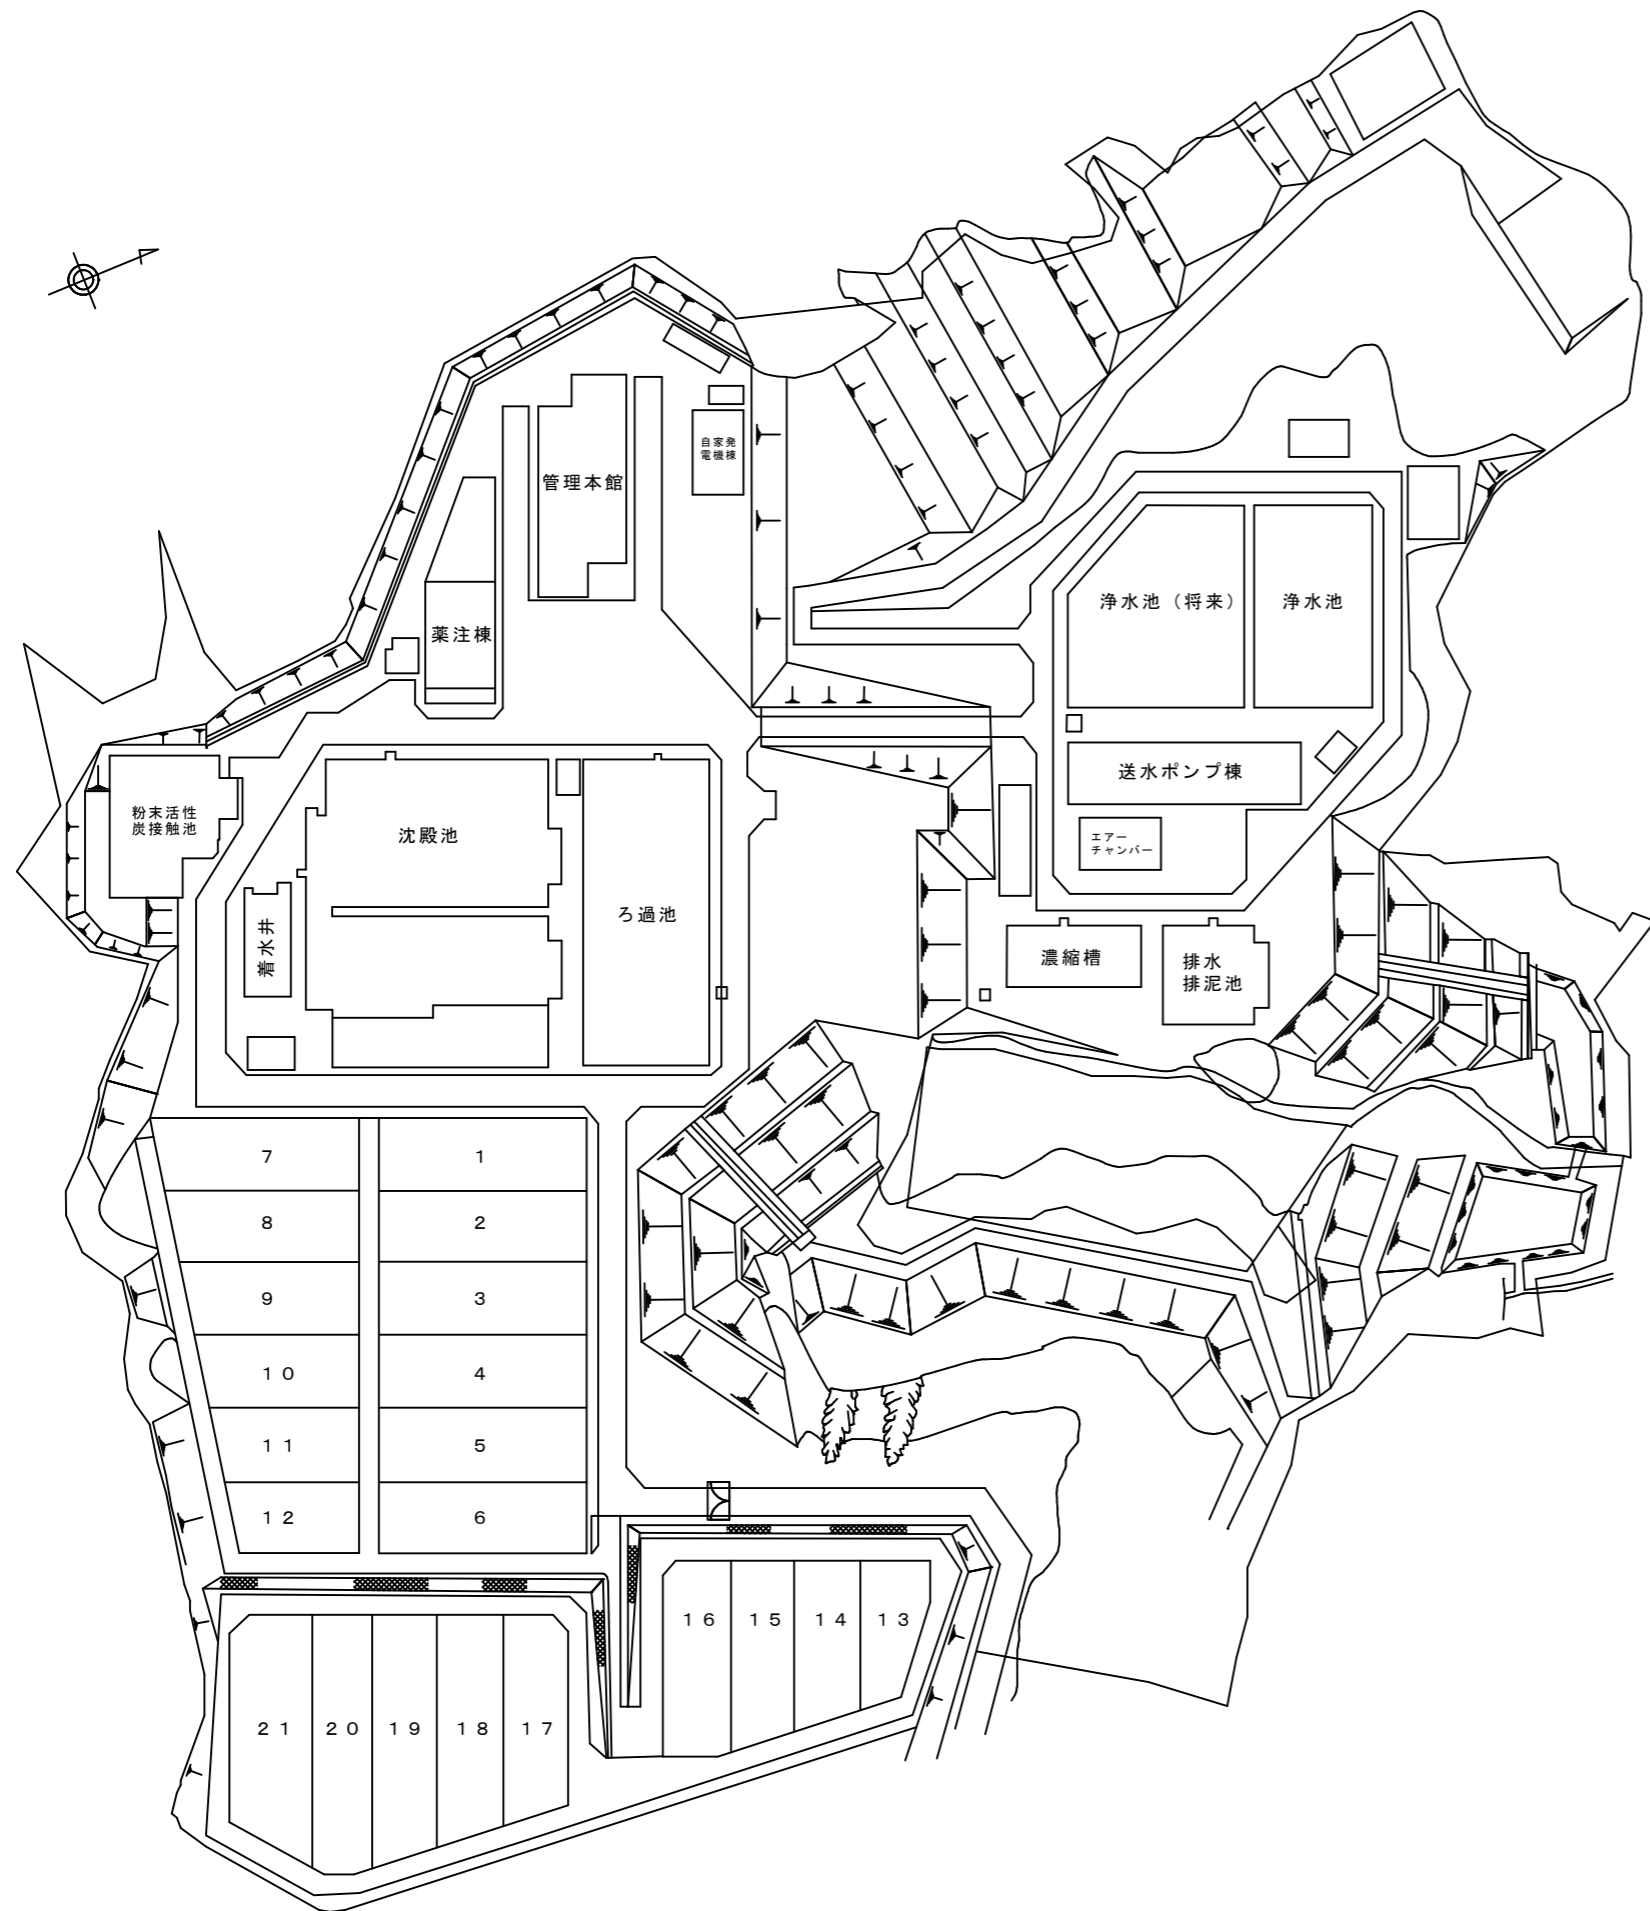 自家発
電機棟
管理本館
浄水池（将来）
浄水池
薬注棟
送水ポンプ棟
粉末活性
炭接触池
沈殿池
エアー
チャンバー
ろ過池
着水井
濃縮槽
排水
排泥池
７
１
８
２
９
３
１０
４
１１
５
１２
６
１６
１５
１４
１３
２１
２０
１９
１８
１７